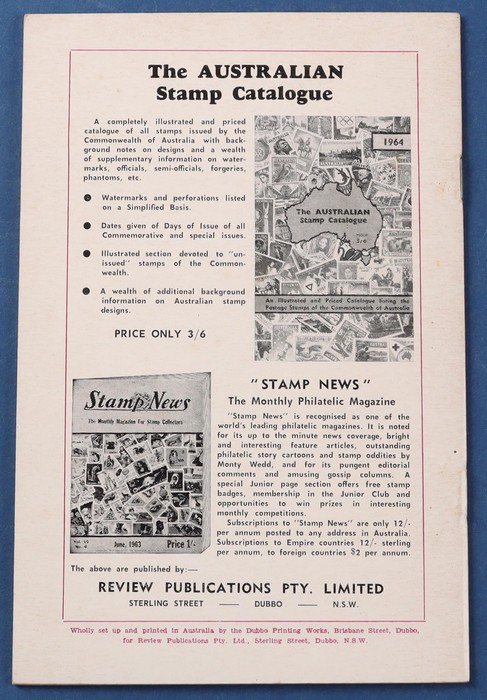 The AUSTRALIAN
Stamp Catalogue
A completely illustrated and priced
catalogue of all stamps issued by the
Commonwealth of Australia with back-
ground notes on designs and a wealth
of supplementary information on water-
marks, officials, semi-officials, forgeries,
phantoms, etc.
Watermarks and perforations listed
on a Simplified Basis.
Dates given of Days of Issue of all
Commemorative and special issues.
Illustrated section devoted to "un-
issued" stamps of the Common-
wealth.
A wealth of additional background
information on Australian stamp
designs.
PRICE ONLY 3/6
1964
The AUSTRALIAN
Stamp Catalogue
PRICE
3/6
An Illustrated and Priced Catalogue listing the
Postage Stamps of the Commonwealth of Australia
Stamp News
The Monthly Magazine For Stamp Collectors
June, 1963
Price 1/-
"STAMP NEWS"
The Monthly Philatelic Magazine
"Stamp News" is recognised as one of the
world's leading philatelic magazines. It is noted
for its up to the minute news coverage, bright
and interesting feature articles, outstanding
philatelic story cartoons and stamp oddities by
Monty Wedd, and for its pungent editorial
comments and amusing gossip columns. A
special Junior page section offers free stamp
badges, membership in the Junior Club and
opportunities to win prizes in interesting
monthly competitions.
Subscriptions to "Stamp News" are only 12/-
per annum posted to any address in Australia.
Subscriptions to Empire countries 12/- sterling
per annum, to foreign countries $2 per annum.
The above are published by:—
REVIEW PUBLICATIONS PTY. LIMITED
STERLING STREET — DUBBO — N.S.W.
Wholly set up and printed in Australia by the Dubbo Printing Works, Brisbane Street, Dubbo,
for Review Publications Pty. Ltd., Sterling Street, Dubbo, N.S.W.